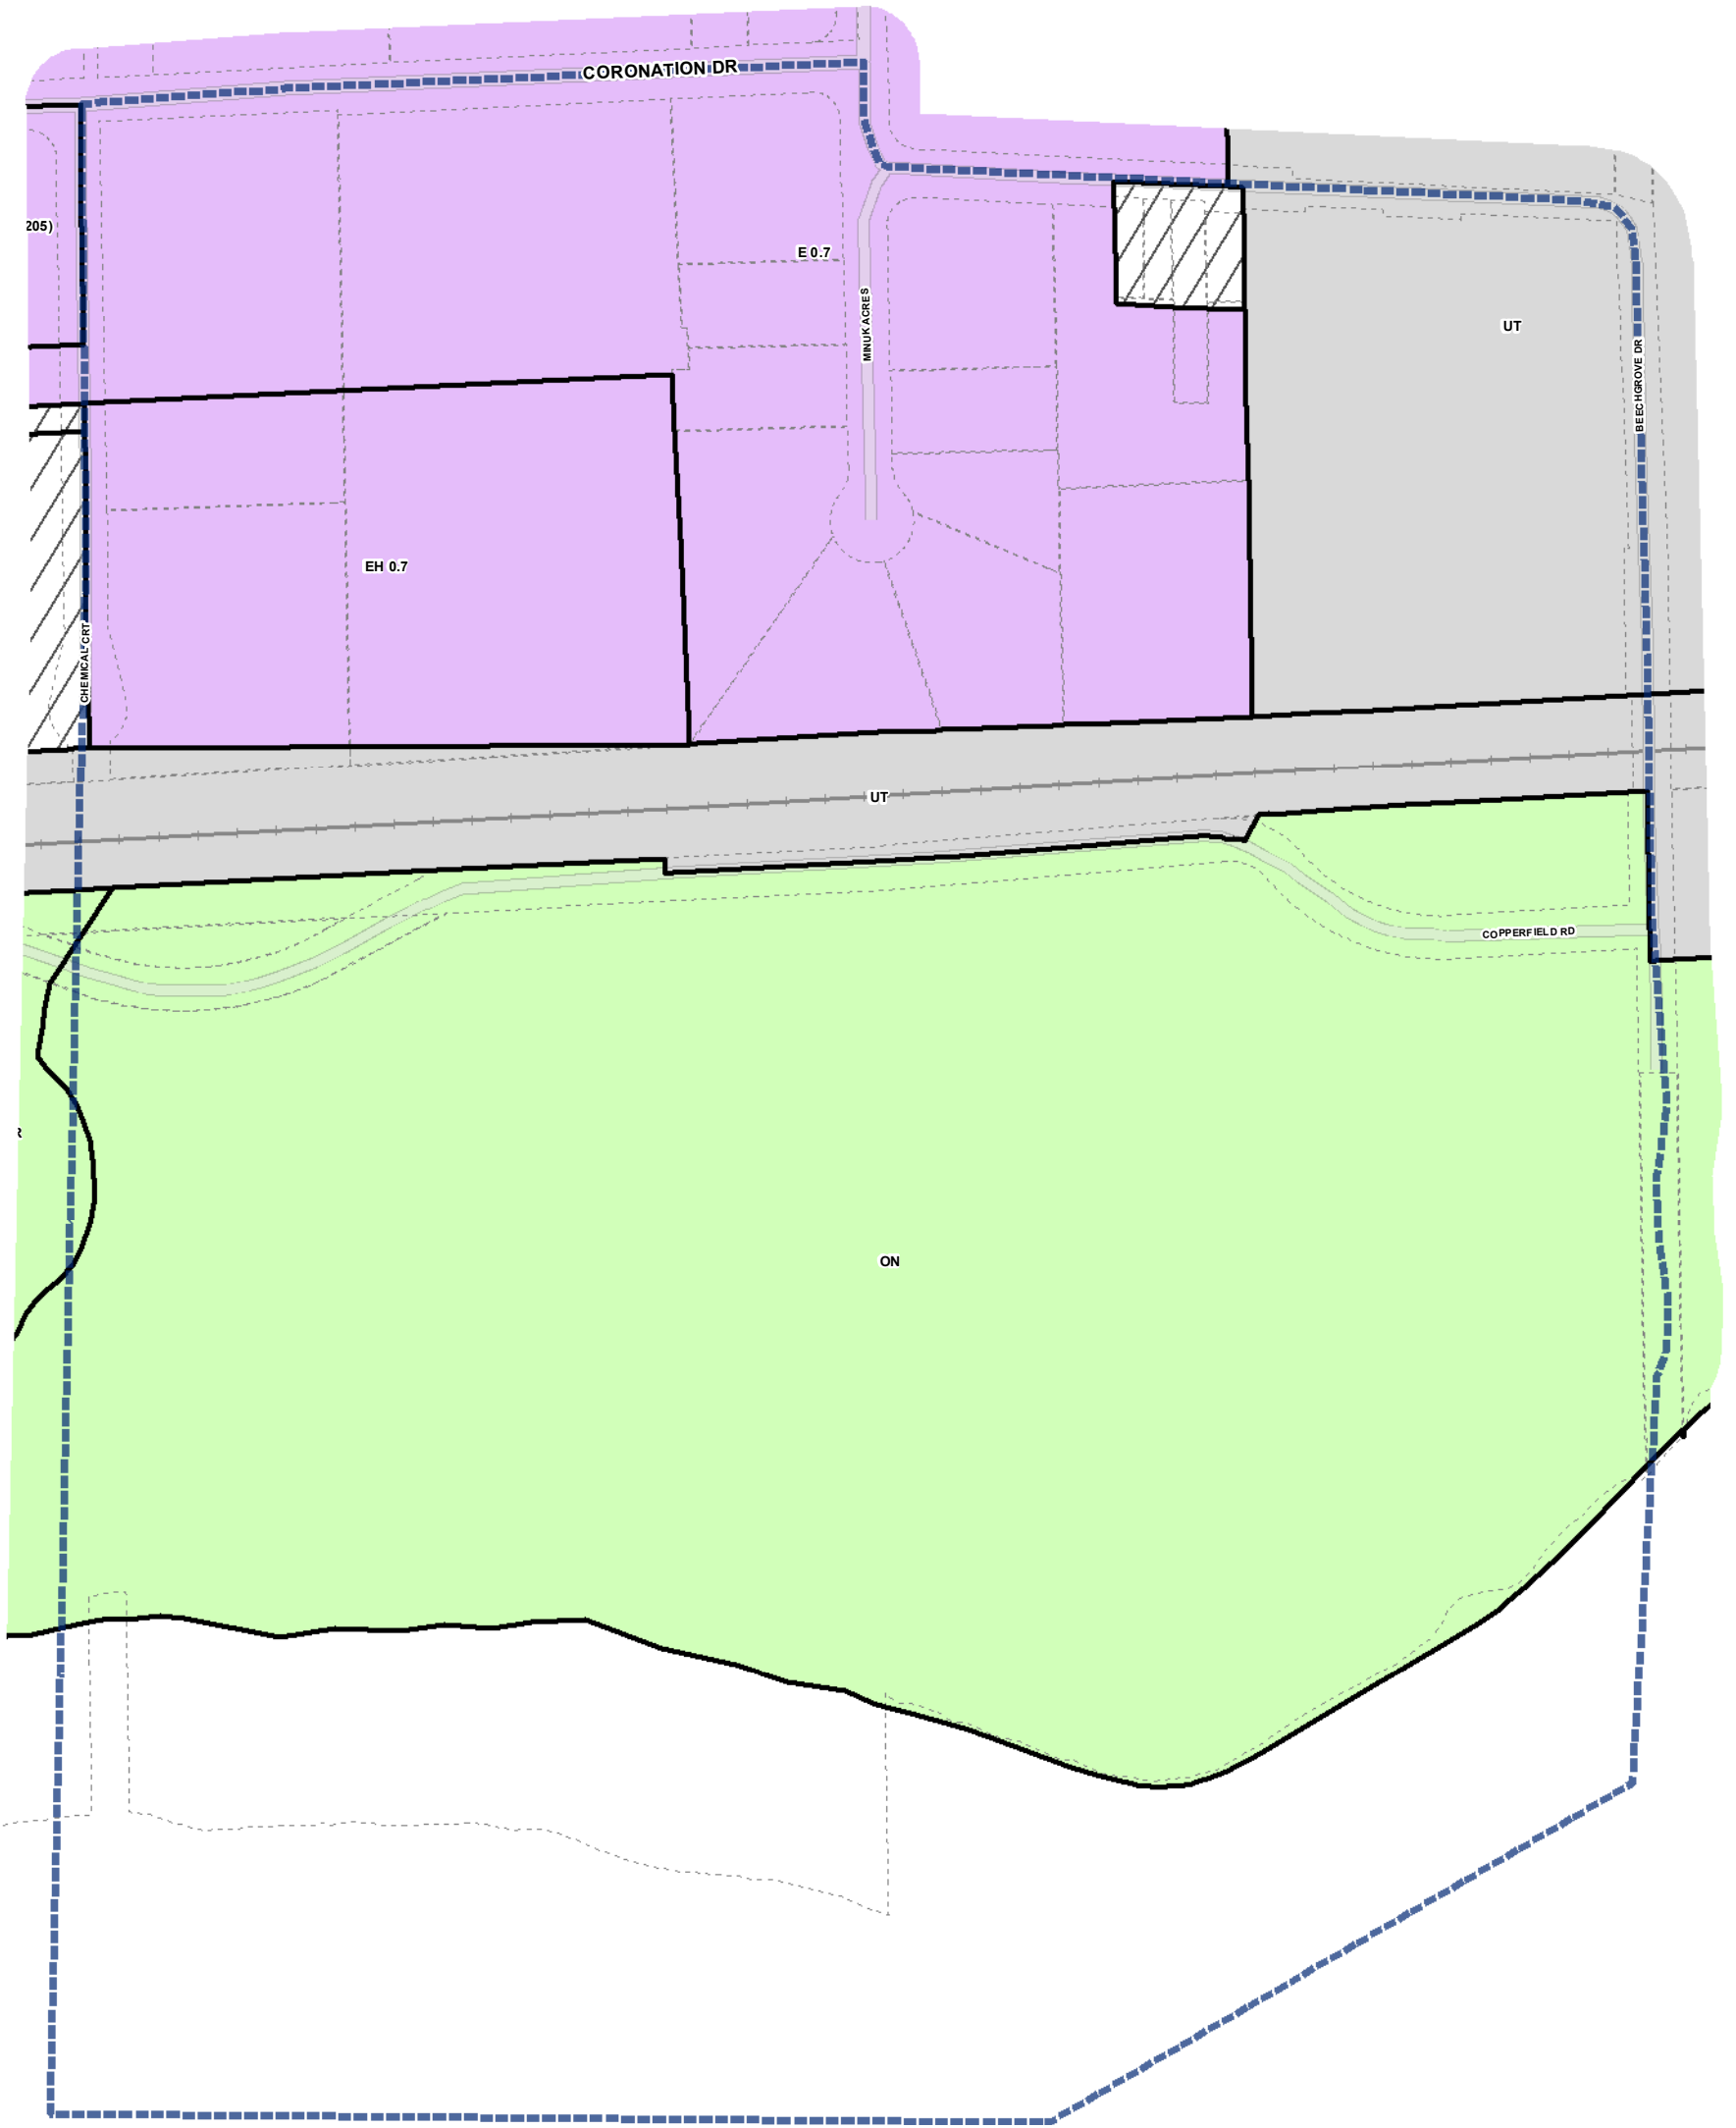 CORONATION DR
205)
E 0.7
MINUK ACRES
UT
BEECHGROVE DR
EH 0.7
CHEMICAL CRT
UT
COPPERFIELD RD
R
ON